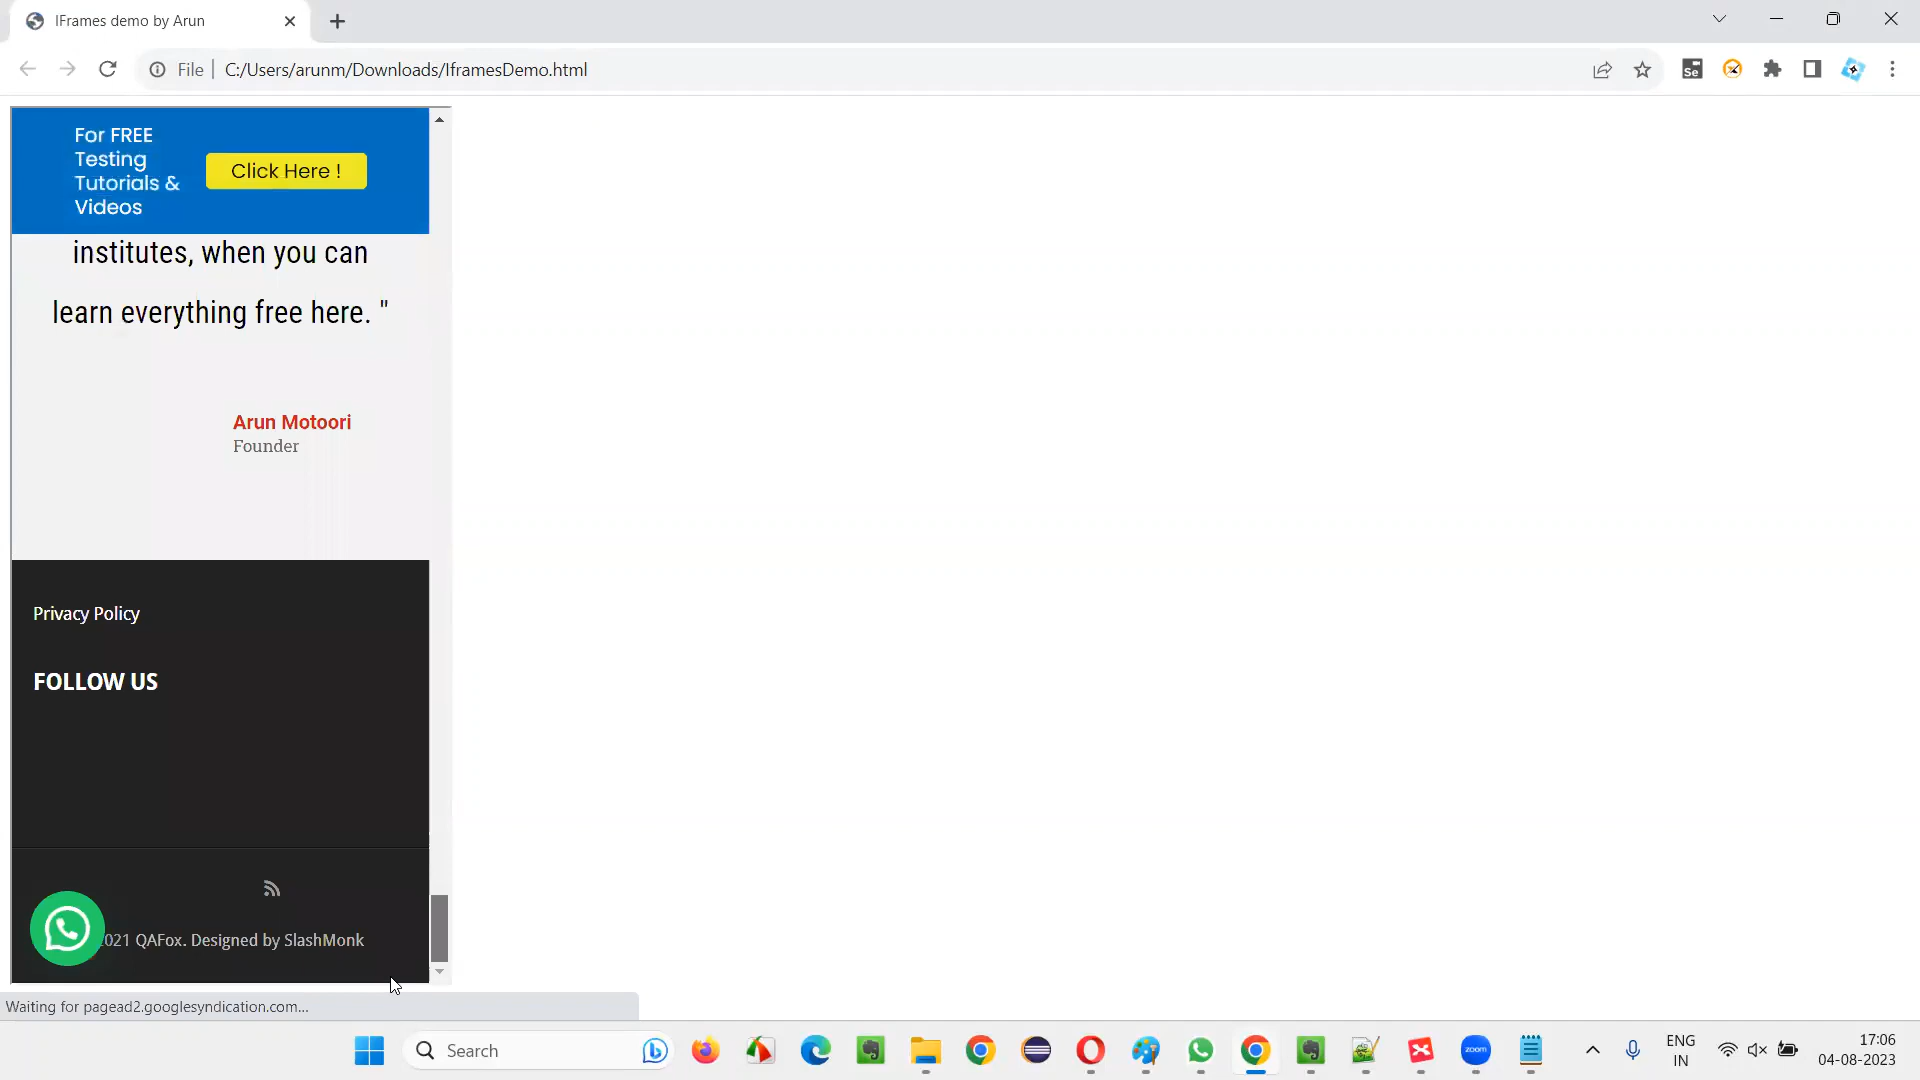 IFrames demo by Arun
File | C:/Users/arunm/Downloads/IframesDemo.html
Se
For FREE
Testing
Tutorials &
Videos
Click Here !
institutes, when you can
learn everything free here. "
Arun Motoori
Founder
Privacy Policy
FOLLOW US
021 QAFox. Designed by SlashMonk
Waiting for pagead2.googlesyndication.com...
Search
zoom
ENG
IN
17:06
04-08-2023